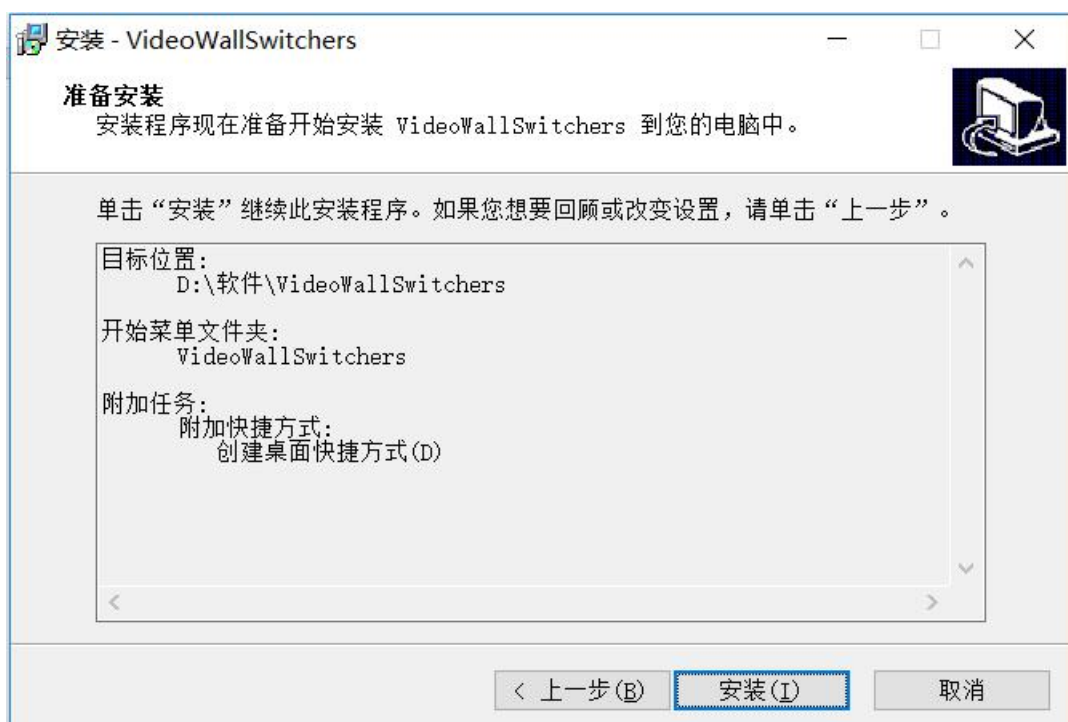 安装 - VideoWallSwitchers
准备安装
安装程序现在准备开始安装 VideoWallSwitchers 到您的电脑中。
单击“安装”继续此安装程序。如果您想要回顾或改变设置，请单击“上一步”。
目标位置:
D:\软件\VideoWallSwitchers
开始菜单文件夹:
VideoWallSwitchers
附加任务:
附加快捷方式:
创建桌面快捷方式(D)
< 上一步(B) 安装(I) 取消